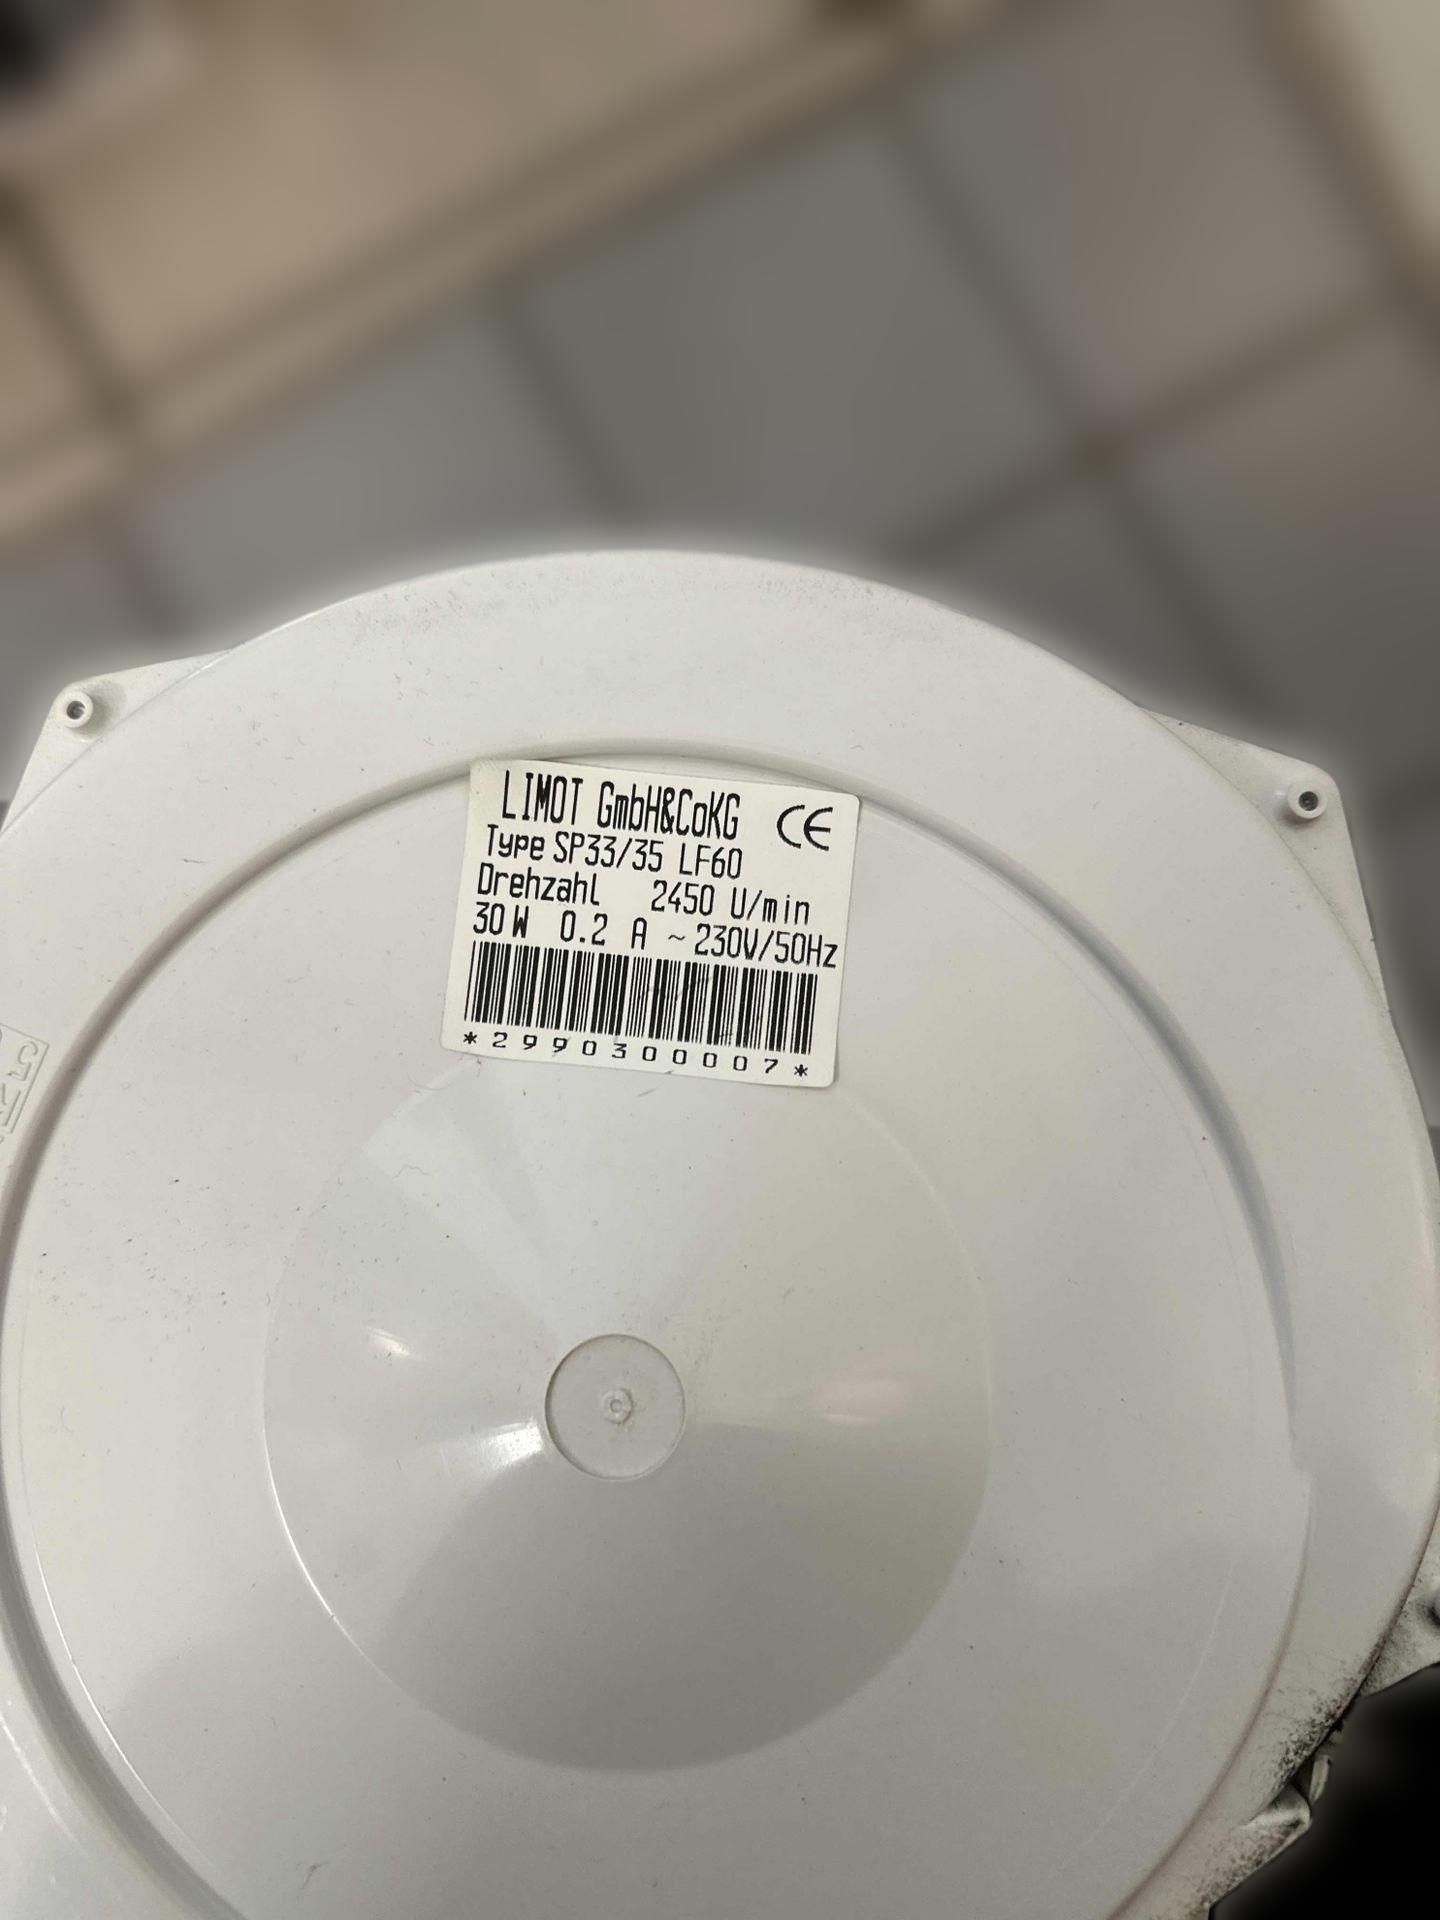 LIMOT GmbH&CoKG CE
Type SP33/35 LF60
Drehzahl 2450 U/min
30 W 0.2 A ~ 230V/50Hz
*2990300007*